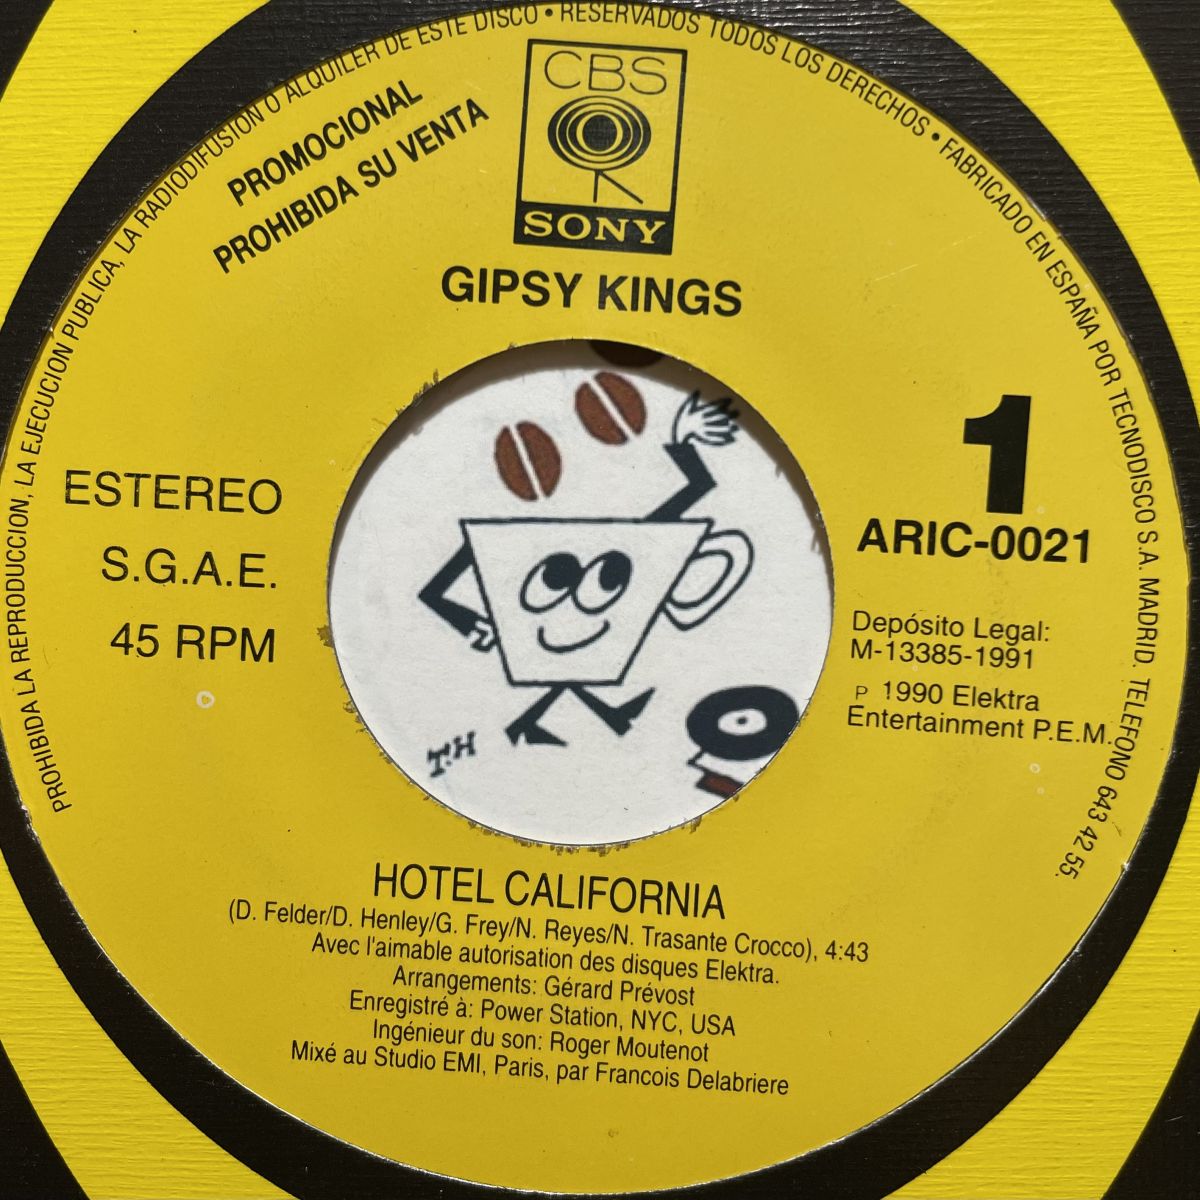 PROHIBIDA LA REPRODUCCION, LA EJECUCION PUBLICA, LA RADIODIFUSION O ALQUILER DE ESTE DISCO • RESERVADOS TODOS LOS DERECHOS • FABRICADO EN ESPAÑA POR TECNODISCO S.A. MADRID. TELEFONO 643 42 55.
PROMOCIONAL
PROHIBIDA SU VENTA
CBS
SONY
GIPSY KINGS
ESTEREO
S.G.A.E.
45 RPM
1
ARIC-0021
Depósito Legal:
M-13385-1991
P 1990 Elektra
Entertainment P.E.M.
T.H
HOTEL CALIFORNIA
(D. Felder/D. Henley/G. Frey/N. Reyes/N. Trasante Crocco), 4:43
Avec l'aimable autorisation des disques Elektra.
Arrangements: Gérard Prévost
Enregistré à: Power Station, NYC, USA
Ingénieur du son: Roger Moutenot
Mixé au Studio EMI, Paris, par Francois Delabriere